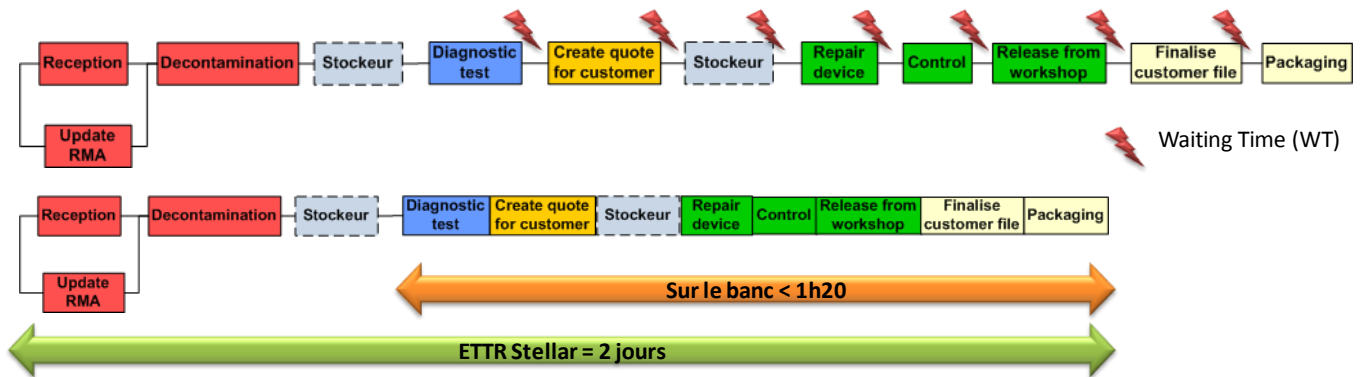 Reception
Decontamination
Stockeur
Diagnostic
test
Create quote
for customer
Stockeur
Repair
device
Control
Release from
workshop
Finalise
customer file
Packaging
Update
RMA
Waiting Time (WT)
Reception
Decontamination
Stockeur
Diagnostic
test
Create quote
for customer
Stockeur
Repair
device
Control
Release from
workshop
Finalise
customer file
Packaging
Update
RMA
Sur le banc < 1h20
ETTR Stellar = 2 jours